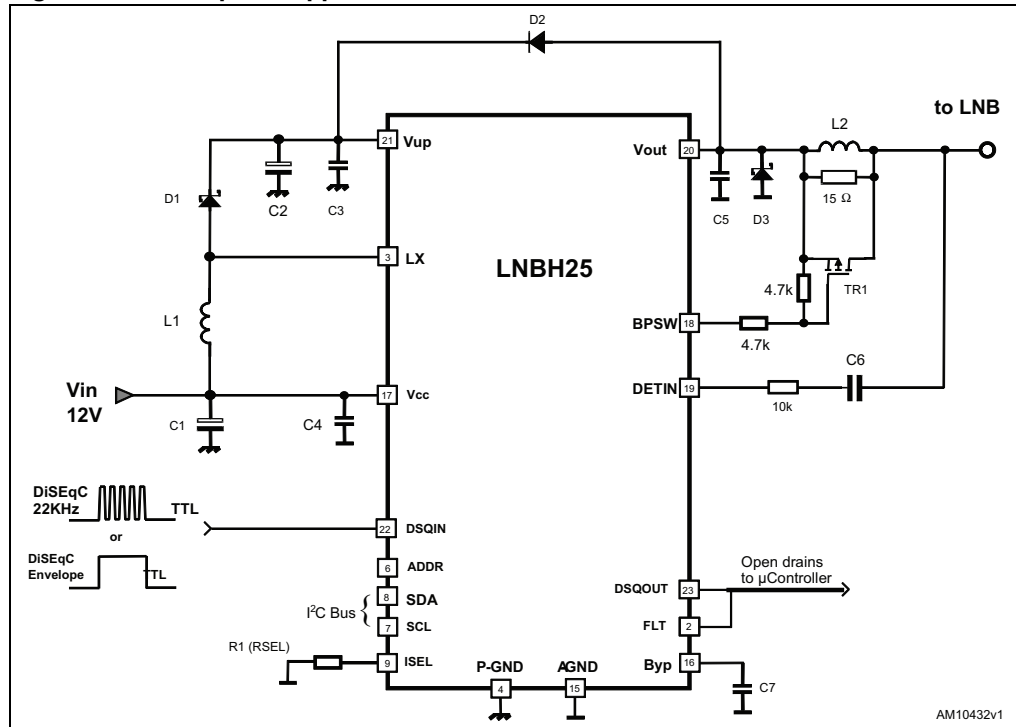 D2
to LNB
L2
21
Vup
Vout
20
D1
C2
C3
C5
D3
15 Ω
3
LX
LNBH25
4.7k
TR1
L1
BPSW
18
4.7k
C6
Vin
12V
17
Vcc
DETIN
19
10k
C1
C4
DiSEqC
22KHz
TTL
or
22
DSQIN
DiSEqC
Envelope
TTL
6
ADDR
Open drains
to µController
8
SDA
DSQOUT
23
I²C Bus
7
SCL
FLT
2
R1 (RSEL)
9
ISEL
P-GND
AGND
Byp
16
4
15
C7
AM10432v1